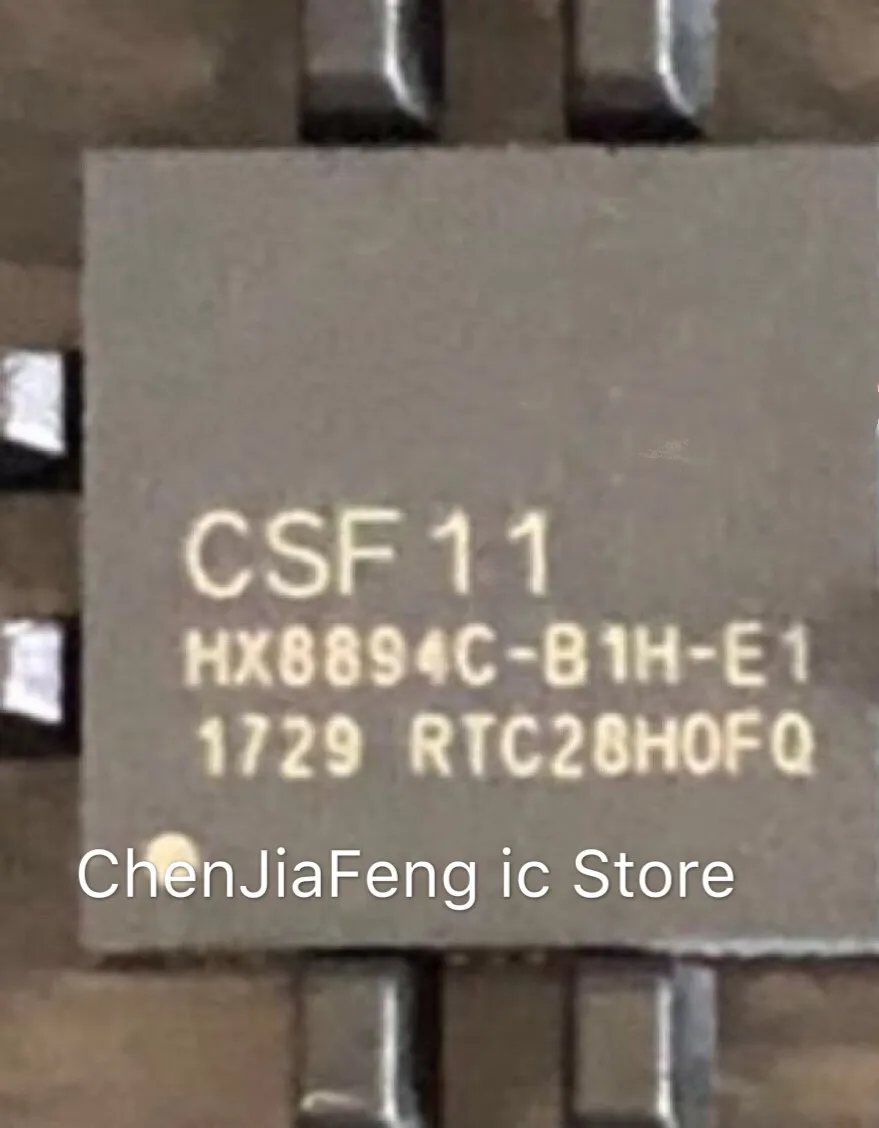 CSF11
HX8894C-B1H-E1
1729 RTC28H0FQ
ChenJiaFeng ic Store